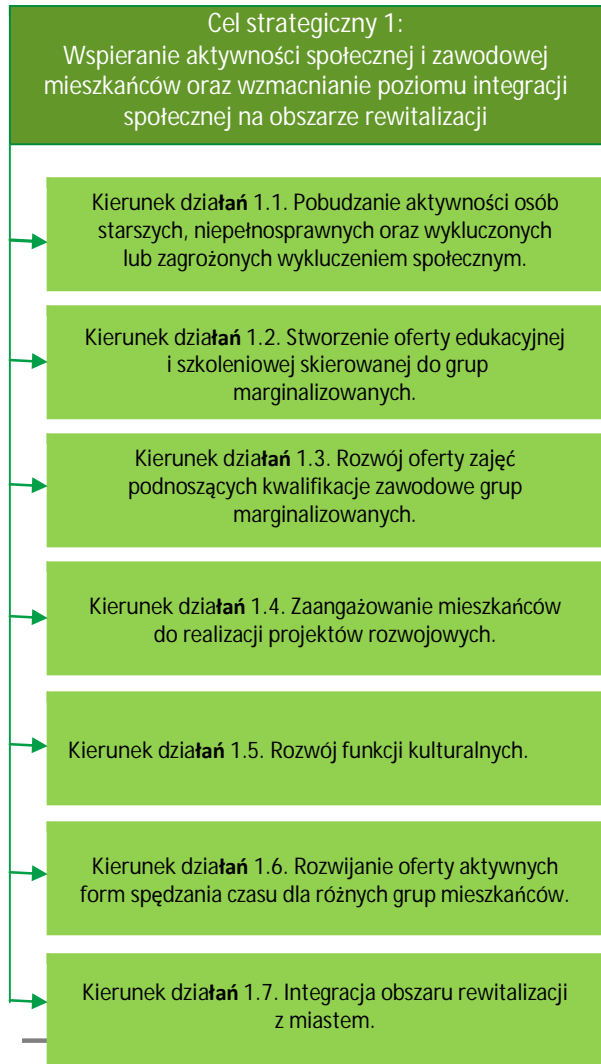 Cel strategiczny 1:
Wspieranie aktywności społecznej i zawodowej
mieszkańców oraz wzmacnianie poziomu integracji
społecznej na obszarze rewitalizacji
Kierunek działań 1.1. Pobudzanie aktywności osób
starszych, niepełnosprawnych oraz wykluczonych
lub zagrożonych wykluczeniem społecznym.
Kierunek działań 1.2. Stworzenie oferty edukacyjnej
i szkoleniowej skierowanej do grup
marginalizowanych.
Kierunek działań 1.3. Rozwój oferty zajęć
podnoszących kwalifikacje zawodowe grup
marginalizowanych.
Kierunek działań 1.4. Zaangażowanie mieszkańców
do realizacji projektów rozwojowych.
Kierunek działań 1.5. Rozwój funkcji kulturalnych.
Kierunek działań 1.6. Rozwijanie oferty aktywnych
form spędzania czasu dla różnych grup mieszkańców.
Kierunek działań 1.7. Integracja obszaru rewitalizacji
z miastem.